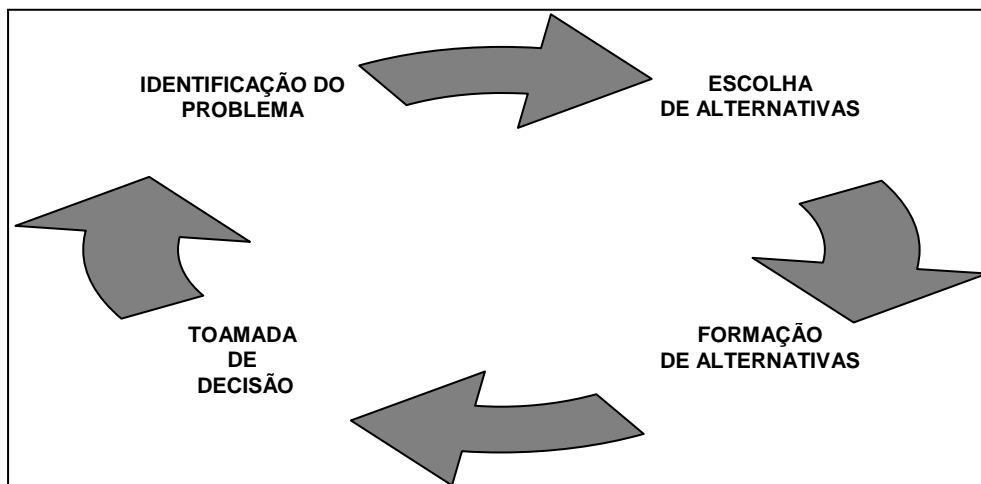 IDENTIFICAÇÃO DO
PROBLEMA
ESCOLHA
DE ALTERNATIVAS
FORMAÇÃO
DE ALTERNATIVAS
TOAMADA
DE
DECISÃO